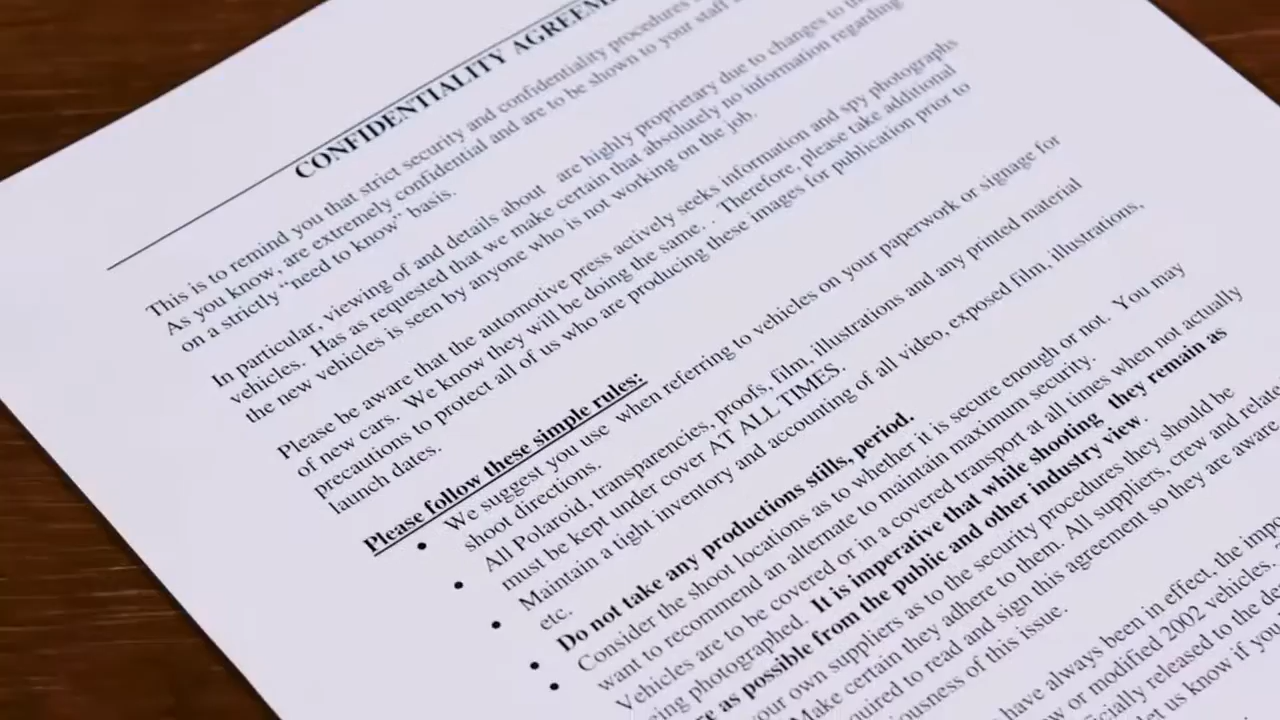 CONFIDENTIALITY AGREEM
This is to remind you that strict security and confidentiality procedures
As you know, are extremely confidential and are to be shown to your staff
on a strictly "need to know" basis.
In particular, viewing of and details about are highly proprietary due to changes to
vehicles. Has as requested that we make certain that absolutely no information regarding
the new vehicles is seen by anyone who is not working on the job.
Please be aware that the automotive press actively seeks information and spy photographs
of new cars. We know they will be doing the same. . Therefore, please take additional
precautions to protect all of us who are producing these images for publication prior to
launch dates.
Please follow these simple rules:
• We suggest you use when referring to vehicles on your paperwork or signage for
shoot directions.
• All Polaroid, transparencies, proofs, film, illustrations and any printed material
must be kept under cover AT ALL TIMES.
• Maintain a tight inventory and accounting of all video, exposed film, illustrations,
etc.
• Do not take any productions stills, period.
• Consider the shoot locations as to whether it is secure enough or not. You may
want to recommend an alternate to maintain maximum security.
Vehicles are to be covered or in a covered transport at all times when not actually
ing photographed. It is imperative that while shooting they remain as
e as possible from the public and other industry view.
your own suppliers as to the security procedures they should be
Make certain they adhere to them. All suppliers, crew and relate
quired to read and sign this agreement so they are aware
iousness of this issue.
have always been in effect, the imp
w or modified 2002 vehicles.
icially released to the de
et us know if you